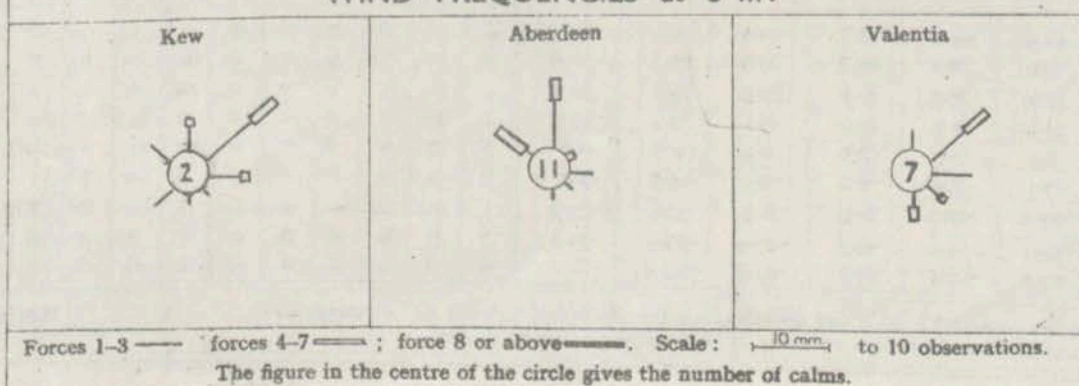 Kew Aberdeen Valentia
2 11 7
Forces 1–3 —— forces 4–7 ═══ ; force 8 or above ━━━. Scale : 10 mm. to 10 observations.
The figure in the centre of the circle gives the number of calms.